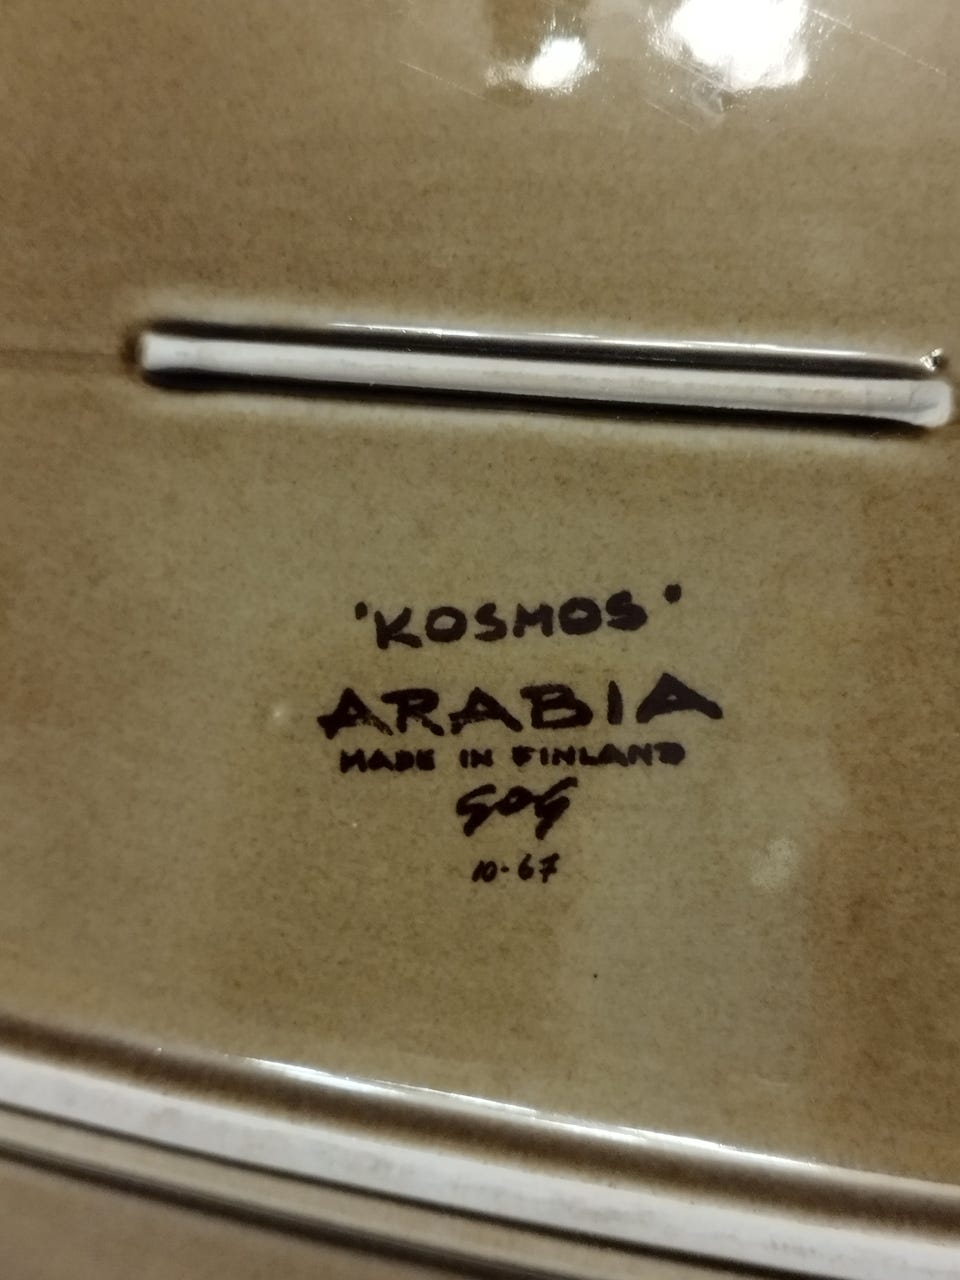 'KOSMOS'
ARABIA
MADE IN FINLAND
GOG
10-67